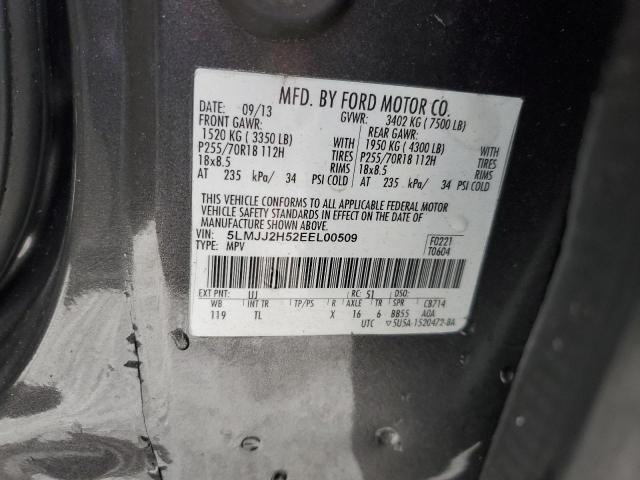 MFD. BY FORD MOTOR CO.
DATE: 09/13 GVWR: 3402 KG ( 7500 LB)
FRONT GAWR: REAR GAWR:
1520 KG ( 3350 LB) WITH 1950 KG ( 4300 LB) WITH
P255/70R18 112H TIRES P255/70R18 112H TIRES
18x8.5 RIMS 18x8.5 RIMS
AT 235 kPa/ 34 PSI COLD AT 235 kPa/ 34 PSI COLD
THIS VEHICLE CONFORMS TO ALL APPLICABLE FEDERAL MOTOR
VEHICLE SAFETY STANDARDS IN EFFECT ON THE DATE OF
MANUFACTURE SHOWN ABOVE.
VIN: 5LMJJ2H52EEL00509 F0221
TYPE: MPV T0604
EXT PNT: UJ RC: 51 DSO:
WB INT TR TP/PS R AXLE TR SPR CB714
119 TL X 16 6 BB55 AOA
UTC ▽5U5A-1520472-BA